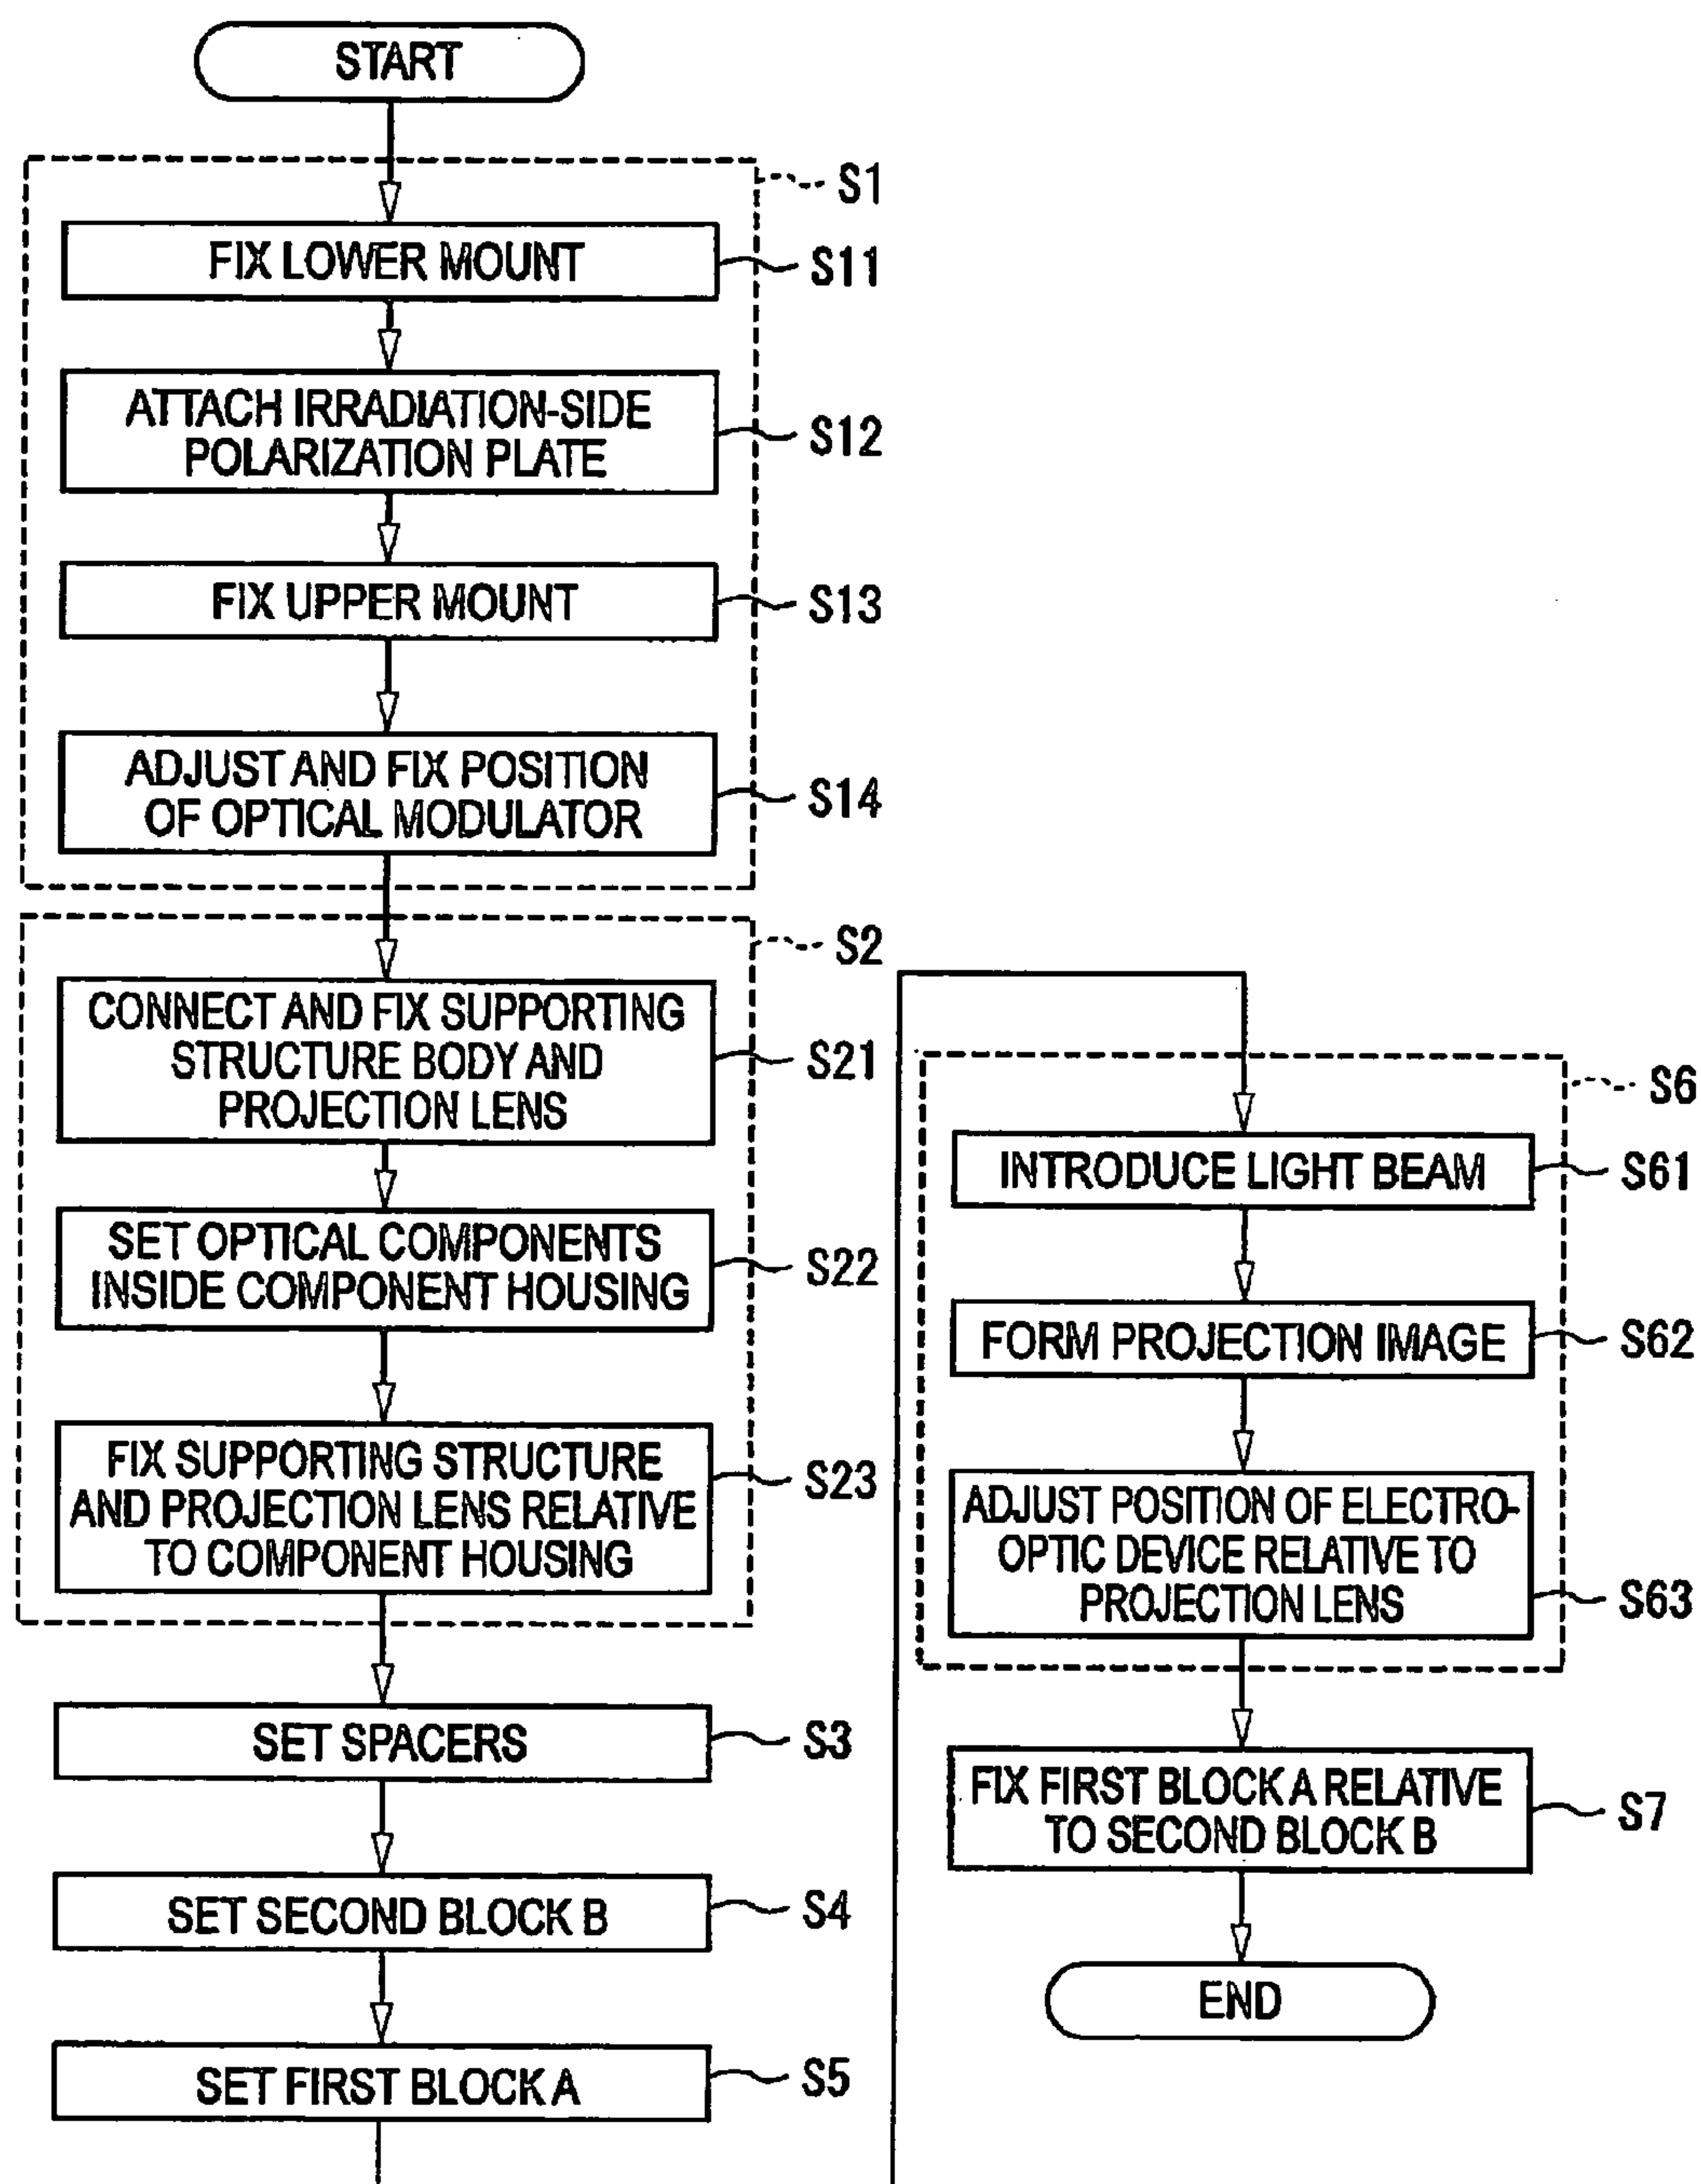 START
S1
FIX LOWER MOUNT
S11
ATTACH IRRADIATION-SIDE
POLARIZATION PLATE
S12
FIX UPPER MOUNT
S13
ADJUST AND FIX POSITION
OF OPTICAL MODULATOR
S14
S2
CONNECT AND FIX SUPPORTING
STRUCTURE BODY AND
PROJECTION LENS
S21
SET OPTICAL COMPONENTS
INSIDE COMPONENT HOUSING
S22
FIX SUPPORTING STRUCTURE
AND PROJECTION LENS RELATIVE
TO COMPONENT HOUSING
S23
SET SPACERS
S3
SET SECOND BLOCK B
S4
SET FIRST BLOCK A
S5
S6
INTRODUCE LIGHT BEAM
S61
FORM PROJECTION IMAGE
S62
ADJUST POSITION OF ELECTRO-
OPTIC DEVICE RELATIVE TO
PROJECTION LENS
S63
FIX FIRST BLOCK A RELATIVE
TO SECOND BLOCK B
S7
END